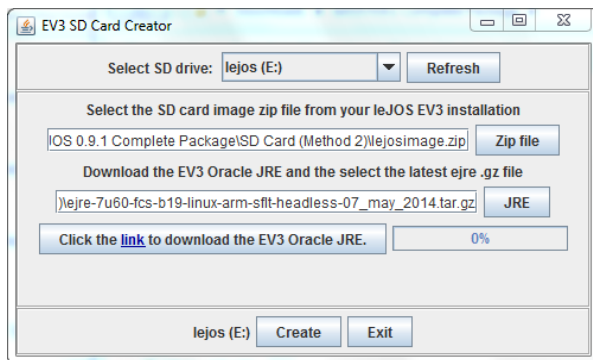 EV3 SD Card Creator
Select SD drive: lejos (E:) Refresh
Select the SD card image zip file from your leJOS EV3 installation
IOS 0.9.1 Complete Package\SD Card (Method 2)\lejosimage.zip Zip file
Download the EV3 Oracle JRE and the select the latest ejre .gz file
)\ejre-7u60-fcs-b19-linux-arm-sflt-headless-07_may_2014.tar.gz JRE
Click the link to download the EV3 Oracle JRE. 0%
lejos (E:) Create Exit